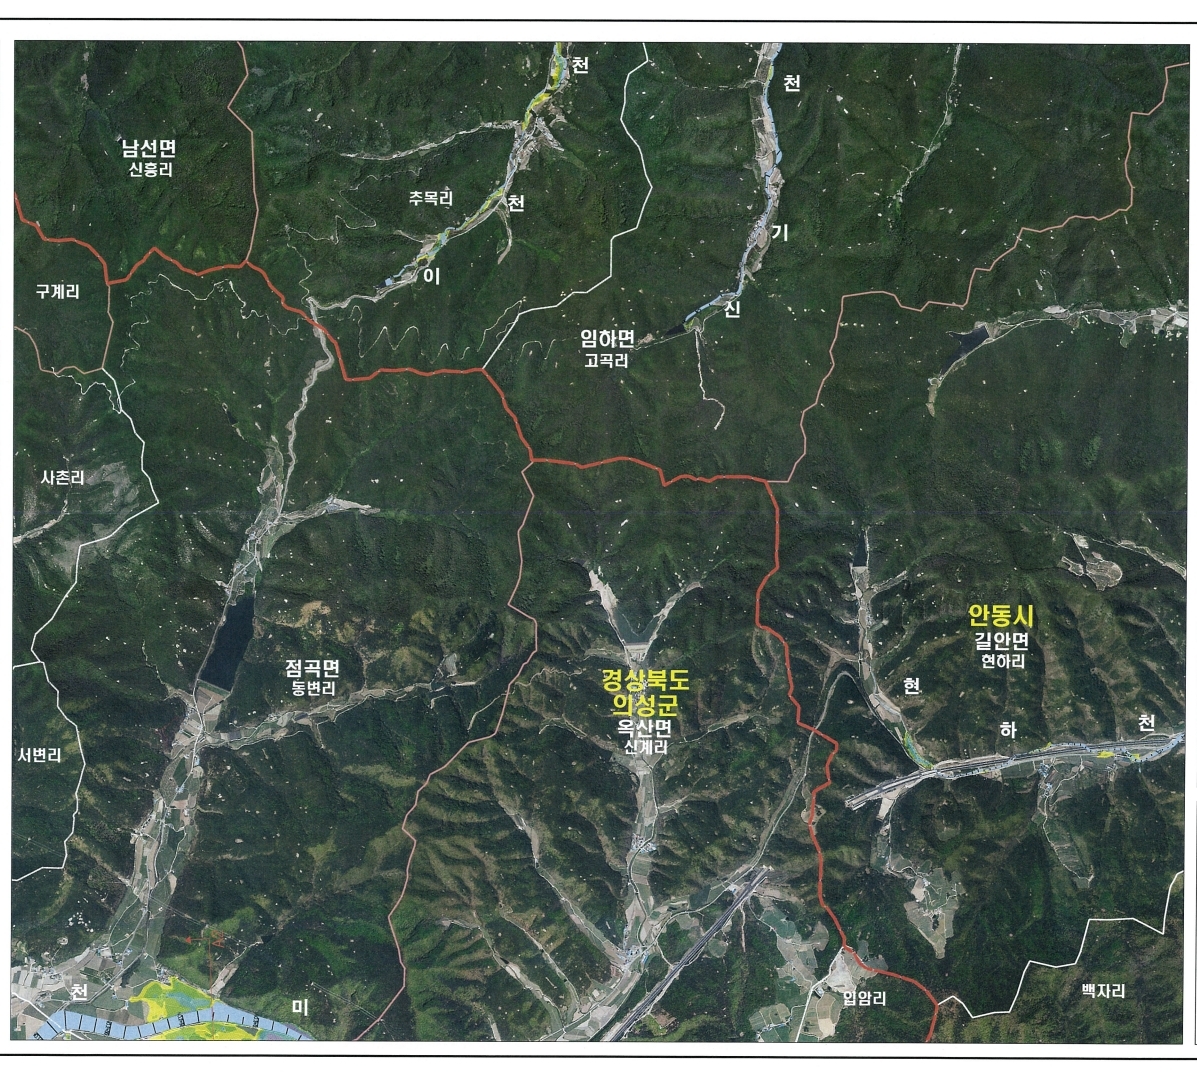 천
천
남선면
신흥리
추목리
천
기
이
구계리
신
임하면
고곡리
사촌리
안동시
길안면
현하리
점곡면
동변리
경상북도
의성군
옥산면
신계리
현
하
천
서변리
천
미
입암리
백자리